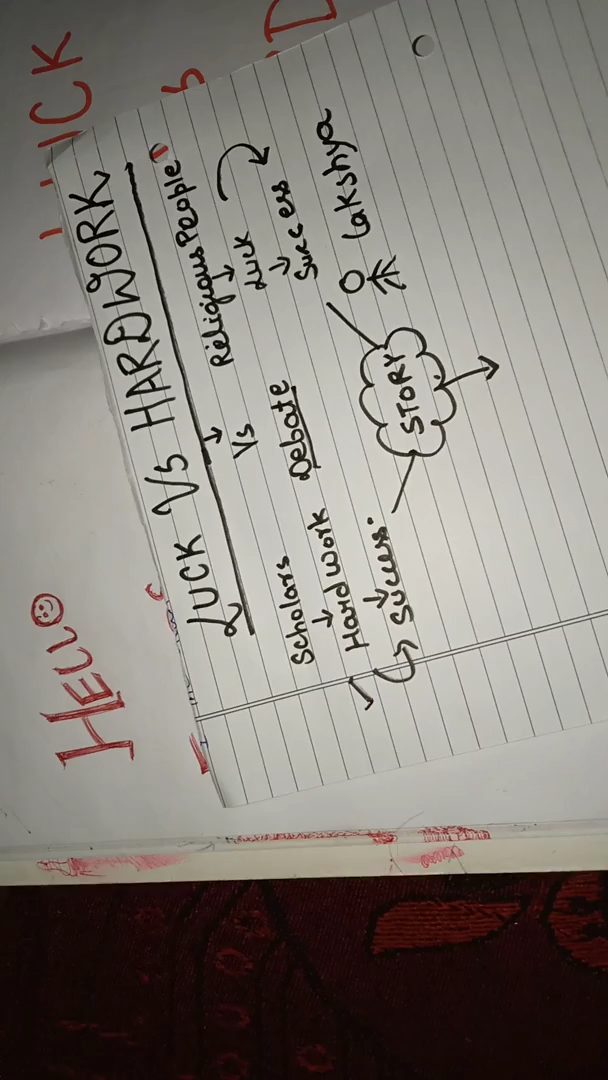 HELLO
LUCK
LUCK Vs HARDWORK
Scholars Vs Religious People
Hardwork Debate Luck
Success. Success
STORY Lakshya